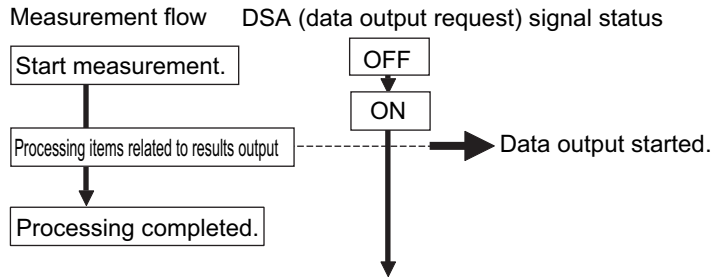 Measurement flow
DSA (data output request) signal status
Start measurement.
OFF
ON
Processing items related to results output
Data output started.
Processing completed.